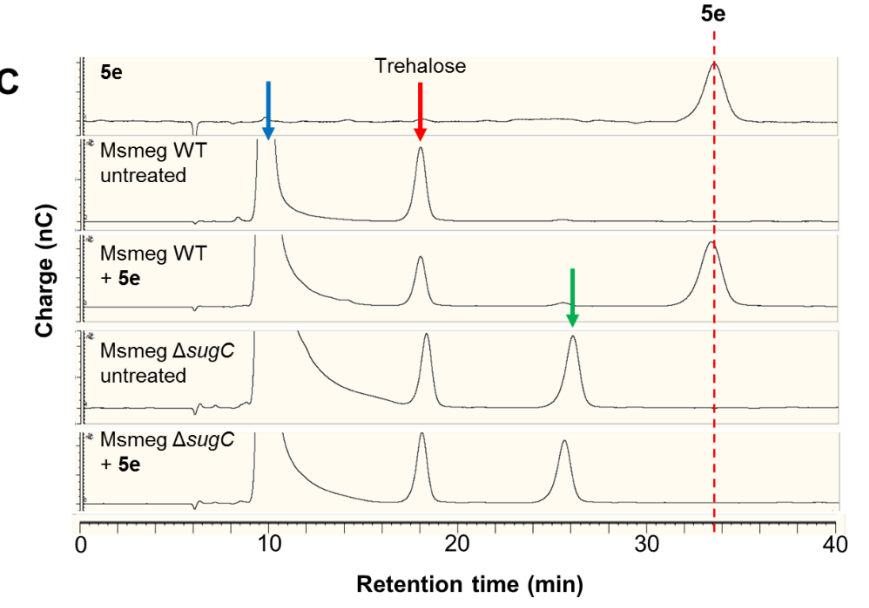 5e
C
5e
Trehalose
Msmeg WT
untreated
Msmeg WT
+ 5e
Msmeg ΔsugC
untreated
Msmeg ΔsugC
+ 5e
Charge (nC)
0 10 20 30 40
Retention time (min)